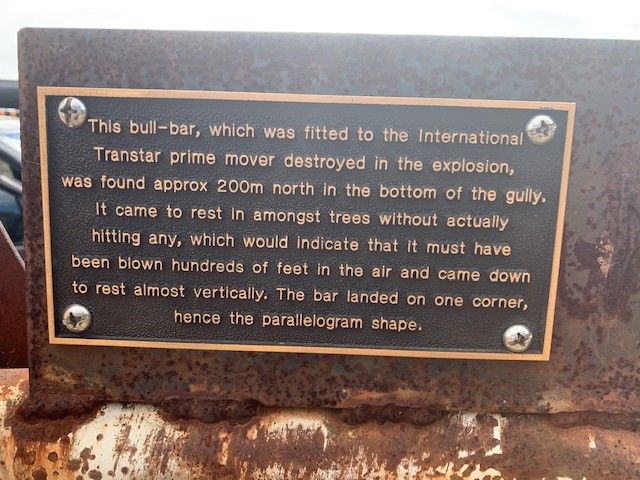 This bull-bar, which was fitted to the International
Transtar prime mover destroyed in the explosion,
was found approx 200m north in the bottom of the gully.
It came to rest in amongst trees without actually
hitting any, which would indicate that it must have
been blown hundreds of feet in the air and came down
to rest almost vertically. The bar landed on one corner,
hence the parallelogram shape.